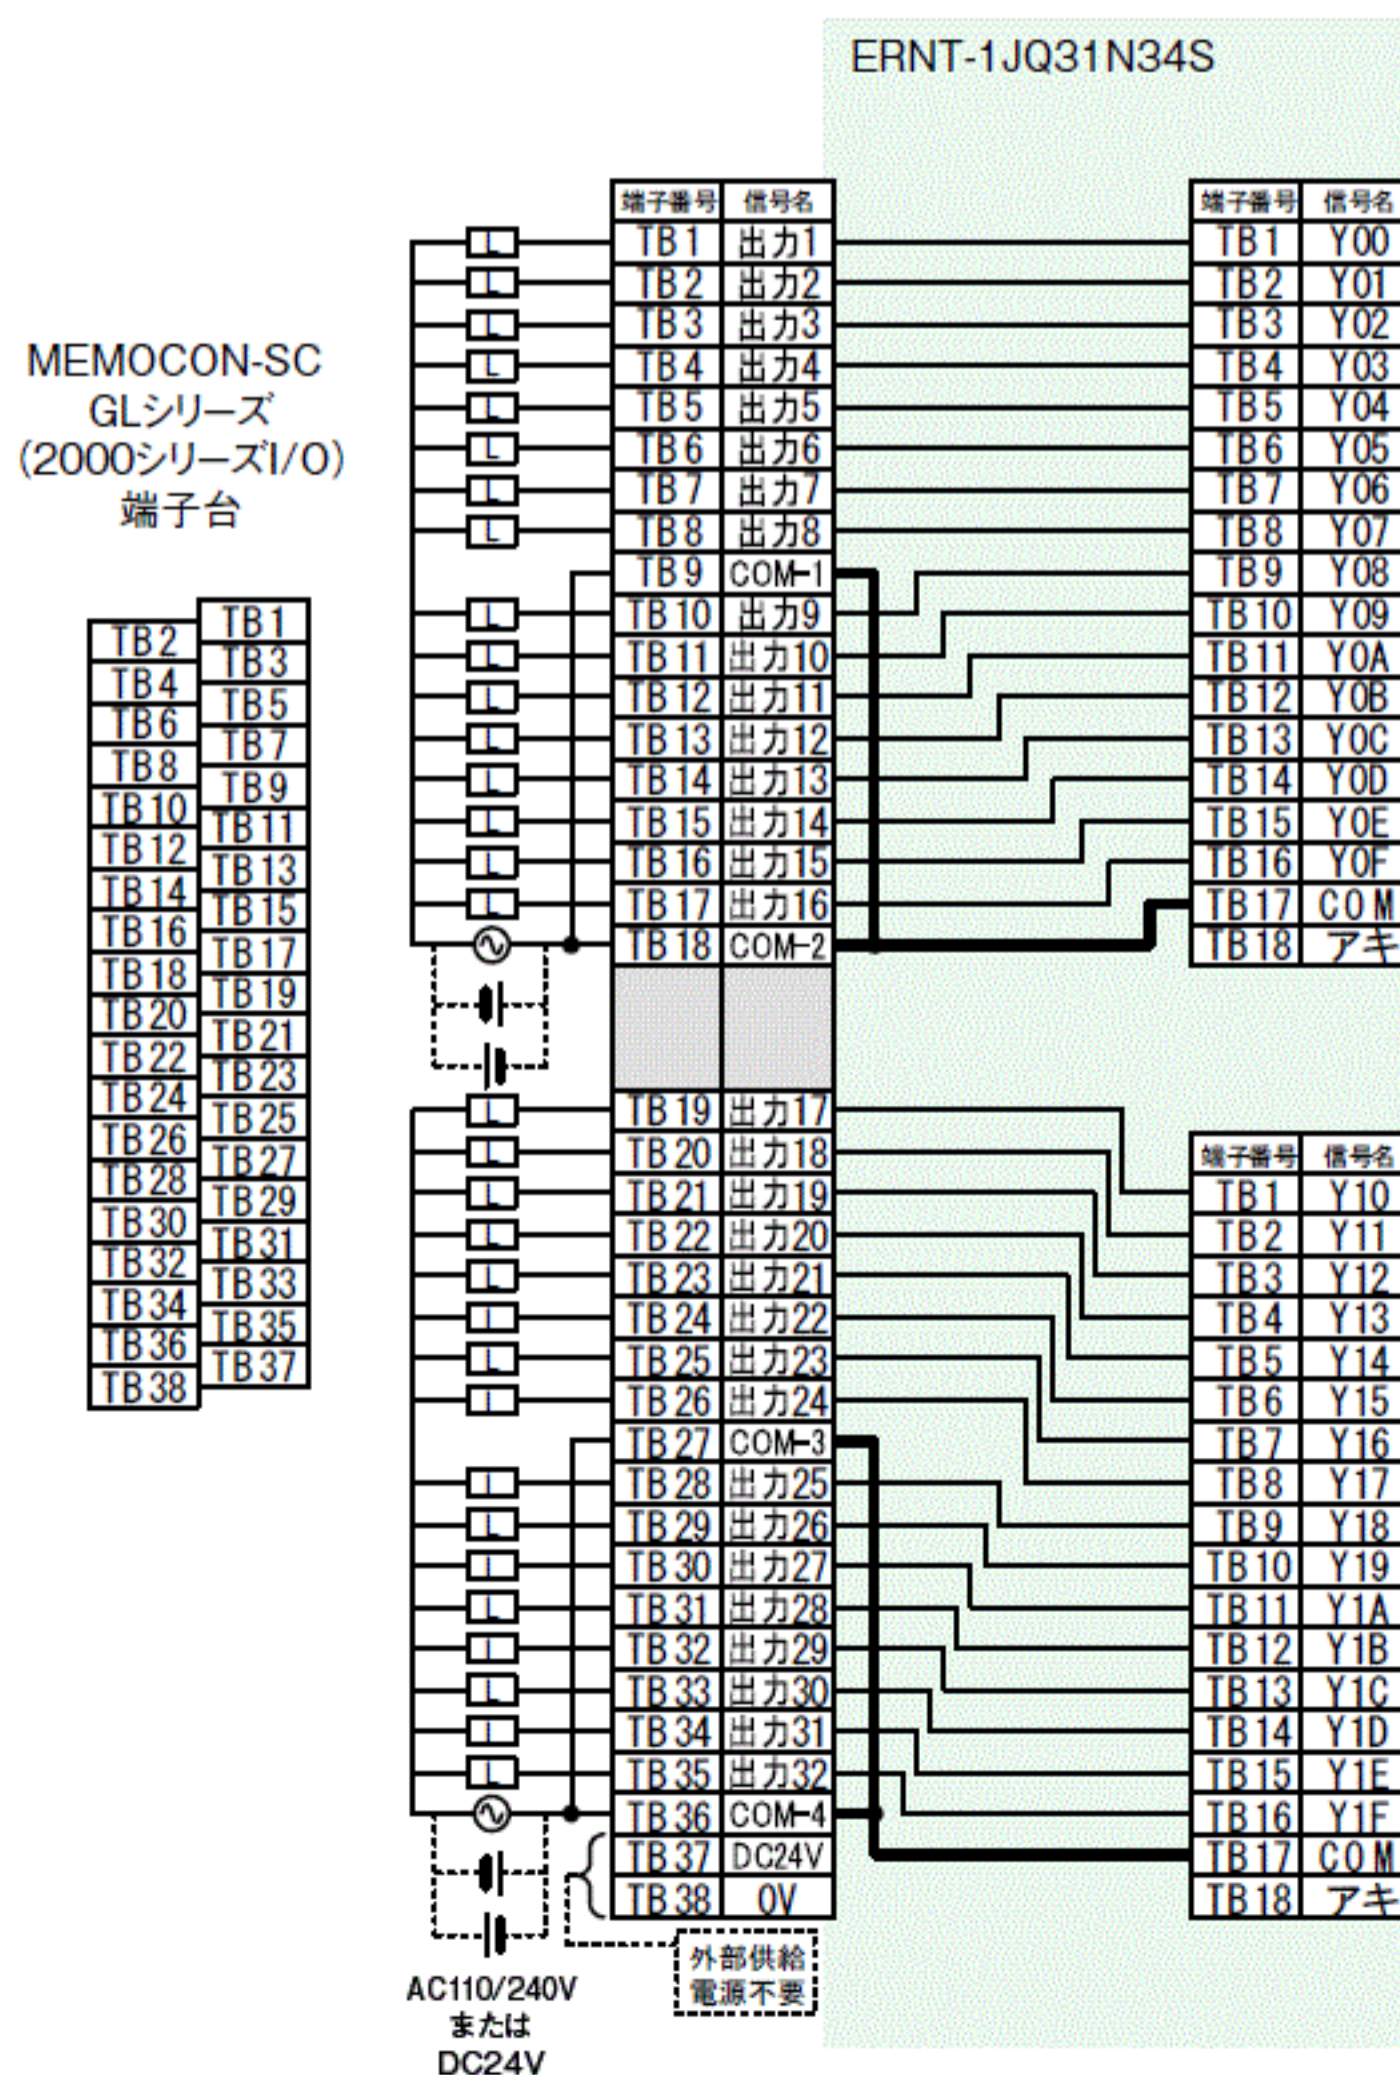 ERNT-1JQ31N34S
MEMOCON-SC
GLシリーズ
(2000シリーズI/O)
端子台
TB1
TB2
TB3
TB4
TB5
TB6
TB7
TB8
TB9
TB10
TB11
TB12
TB13
TB14
TB15
TB16
TB17
TB18
TB19
TB20
TB21
TB22
TB23
TB24
TB25
TB26
TB27
TB28
TB29
TB30
TB31
TB32
TB33
TB34
TB35
TB36
TB37
TB38
端子番号 信号名
L TB1 出力1
L TB2 出力2
L TB3 出力3
L TB4 出力4
L TB5 出力5
L TB6 出力6
L TB7 出力7
L TB8 出力8
TB9 COM-1
L TB10 出力9
L TB11 出力10
L TB12 出力11
L TB13 出力12
L TB14 出力13
L TB15 出力14
L TB16 出力15
L TB17 出力16
TB18 COM-2
L TB19 出力17
L TB20 出力18
L TB21 出力19
L TB22 出力20
L TB23 出力21
L TB24 出力22
L TB25 出力23
L TB26 出力24
TB27 COM-3
L TB28 出力25
L TB29 出力26
L TB30 出力27
L TB31 出力28
L TB32 出力29
L TB33 出力30
L TB34 出力31
L TB35 出力32
TB36 COM-4
TB37 DC24V
TB38 0V
外部供給
電源不要
AC110/240V
または
DC24V
端子番号 信号名
TB1 Y00
TB2 Y01
TB3 Y02
TB4 Y03
TB5 Y04
TB6 Y05
TB7 Y06
TB8 Y07
TB9 Y08
TB10 Y09
TB11 Y0A
TB12 Y0B
TB13 Y0C
TB14 Y0D
TB15 Y0E
TB16 Y0F
TB17 COM
TB18 アキ
端子番号 信号名
TB1 Y10
TB2 Y11
TB3 Y12
TB4 Y13
TB5 Y14
TB6 Y15
TB7 Y16
TB8 Y17
TB9 Y18
TB10 Y19
TB11 Y1A
TB12 Y1B
TB13 Y1C
TB14 Y1D
TB15 Y1E
TB16 Y1F
TB17 COM
TB18 アキ